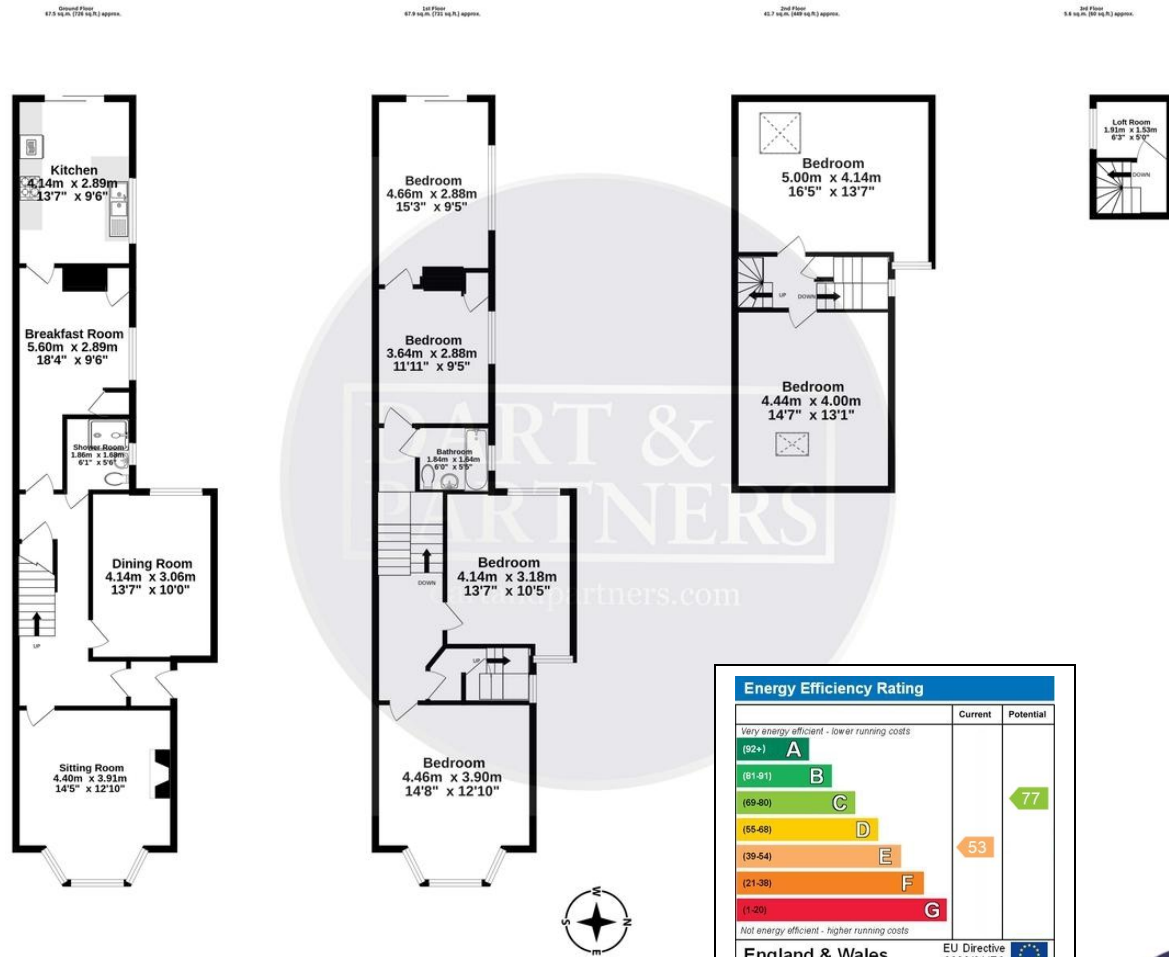 Ground Floor
67.5 sq.m. (726 sq.ft.) approx.
1st Floor
67.9 sq.m. (731 sq.ft.) approx.
2nd Floor
41.7 sq.m. (449 sq.ft.) approx.
3rd Floor
5.6 sq.m. (60 sq.ft.) approx.
Kitchen
4.14m x 2.89m
13'7" x 9'6"
Breakfast Room
5.60m x 2.89m
18'4" x 9'6"
Shower Room
1.86m x 1.68m
6'1" x 5'6"
Dining Room
4.14m x 3.06m
13'7" x 10'0"
UP
Sitting Room
4.40m x 3.91m
14'5" x 12'10"
Bedroom
4.66m x 2.88m
15'3" x 9'5"
Bedroom
3.64m x 2.88m
11'11" x 9'5"
Bathroom
1.84m x 1.64m
6'0" x 5'5"
Bedroom
4.14m x 3.18m
13'7" x 10'5"
DOWN
UP
Bedroom
4.46m x 3.90m
14'8" x 12'10"
Bedroom
5.00m x 4.14m
16'5" x 13'7"
UP
DOWN
Bedroom
4.44m x 4.00m
14'7" x 13'1"
Loft Room
1.91m x 1.53m
6'3" x 5'0"
DOWN
DART &
PARTNERS
dartandpartners.com
W
S
N
E
Energy Efficiency Rating
Current
Potential
Very energy efficient - lower running costs
(92+) A
(81-91) B
(69-80) C
77
(55-68) D
(39-54) E
53
(21-38) F
(1-20) G
Not energy efficient - higher running costs
England & Wales
EU Directive